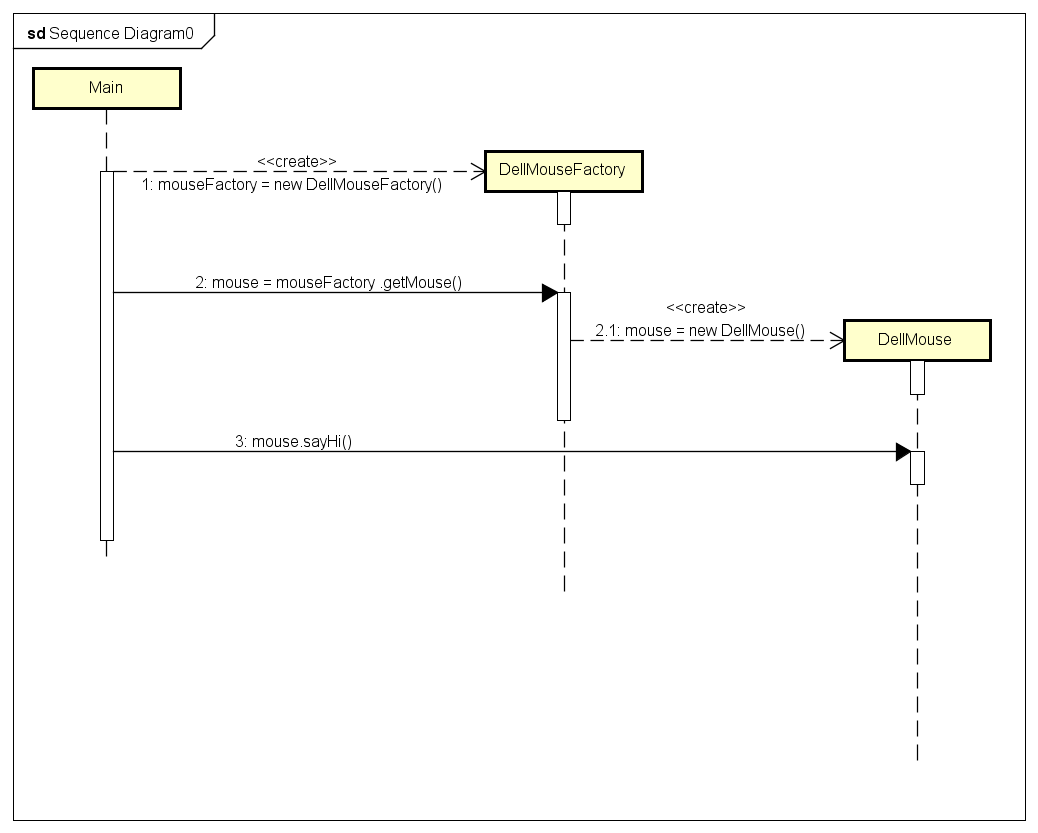 sd Sequence Diagram0
Main
<<create>>
DellMouseFactory
1: mouseFactory = new DellMouseFactory()
2: mouse = mouseFactory .getMouse()
<<create>>
2.1: mouse = new DellMouse()
DellMouse
3: mouse.sayHi()